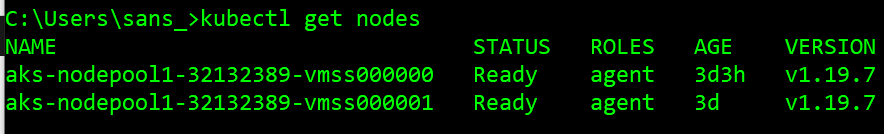 C:\Users\sans_>kubectl get nodes
NAME STATUS ROLES AGE VERSION
aks-nodepool1-32132389-vmss000000 Ready agent 3d3h v1.19.7
aks-nodepool1-32132389-vmss000001 Ready agent 3d v1.19.7